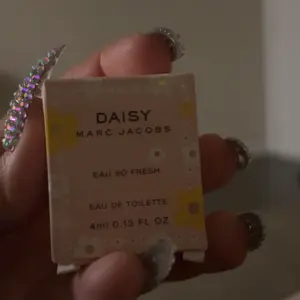 DAISY
MARC JACOBS
EAU SO FRESH
EAU DE TOILETTE
4ml 0.13 FL OZ